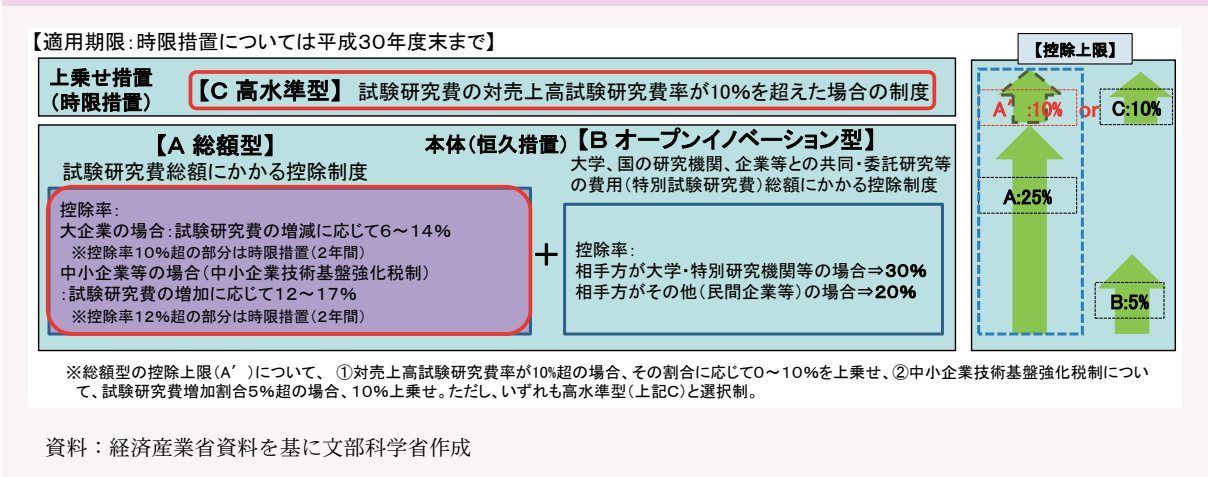 【適用期限:時限措置については平成30年度末まで】
上乗せ措置
(時限措置)
【C 高水準型】 試験研究費の対売上高試験研究費率が10%を超えた場合の制度
【A 総額型】
試験研究費総額にかかる控除制度
本体(恒久措置)
【B オープンイノベーション型】
大学、国の研究機関、企業等との共同・委託研究等
の費用(特別試験研究費)総額にかかる控除制度
控除率:
大企業の場合:試験研究費の増減に応じて6~14%
※控除率10%超の部分は時限措置(2年間)
中小企業等の場合(中小企業技術基盤強化税制)
:試験研究費の増加に応じて12~17%
※控除率12%超の部分は時限措置(2年間)
+
控除率:
相手方が大学・特別研究機関等の場合⇒30%
相手方がその他(民間企業等)の場合⇒20%
【控除上限】
A′:10% or C:10%
A:25%
B:5%
※総額型の控除上限(A′)について、 ①対売上高試験研究費率が10%超の場合、その割合に応じて0~10%を上乗せ、②中小企業技術基盤強化税制につい
て、試験研究費増加割合5%超の場合、10%上乗せ。ただし、いずれも高水準型(上記C)と選択制。
資料:経済産業省資料を基に文部科学省作成